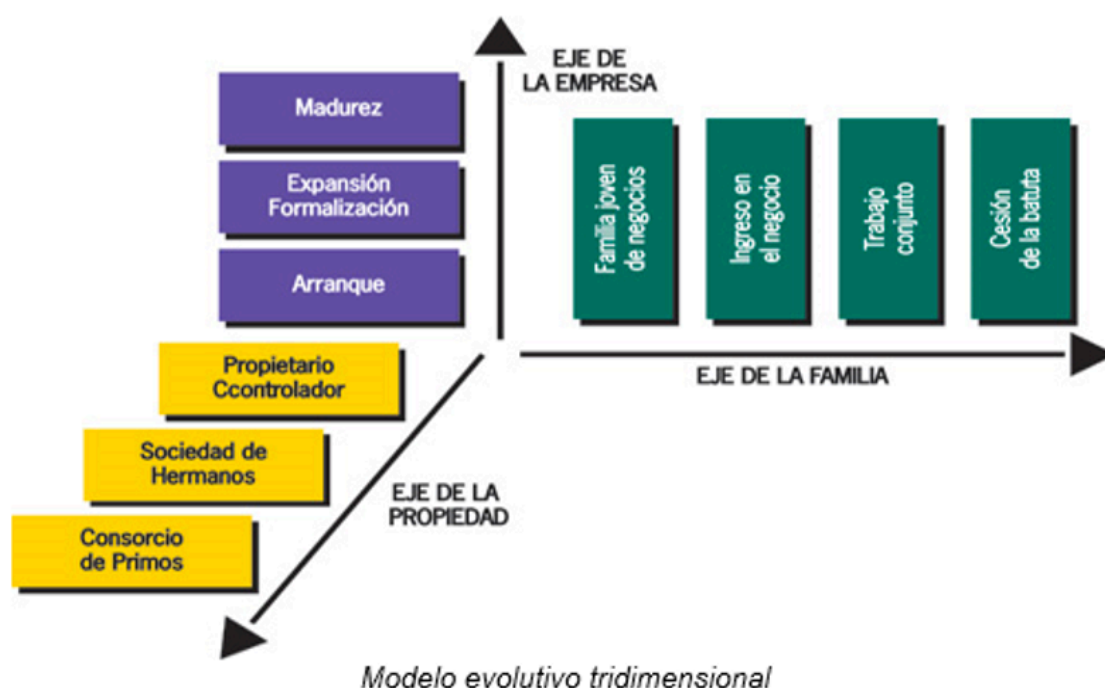 EJE DE
LA EMPRESA
Madurez
Expansión
Formalización
Arranque
Familia joven
de negocios
Ingreso en
el negocio
Trabajo
conjunto
Cesión
de la batuta
EJE DE LA FAMILIA
Propietario
Ccontrolador
Sociedad de
Hermanos
Consorcio
de Primos
EJE DE LA
PROPIEDAD
Modelo evolutivo tridimensional